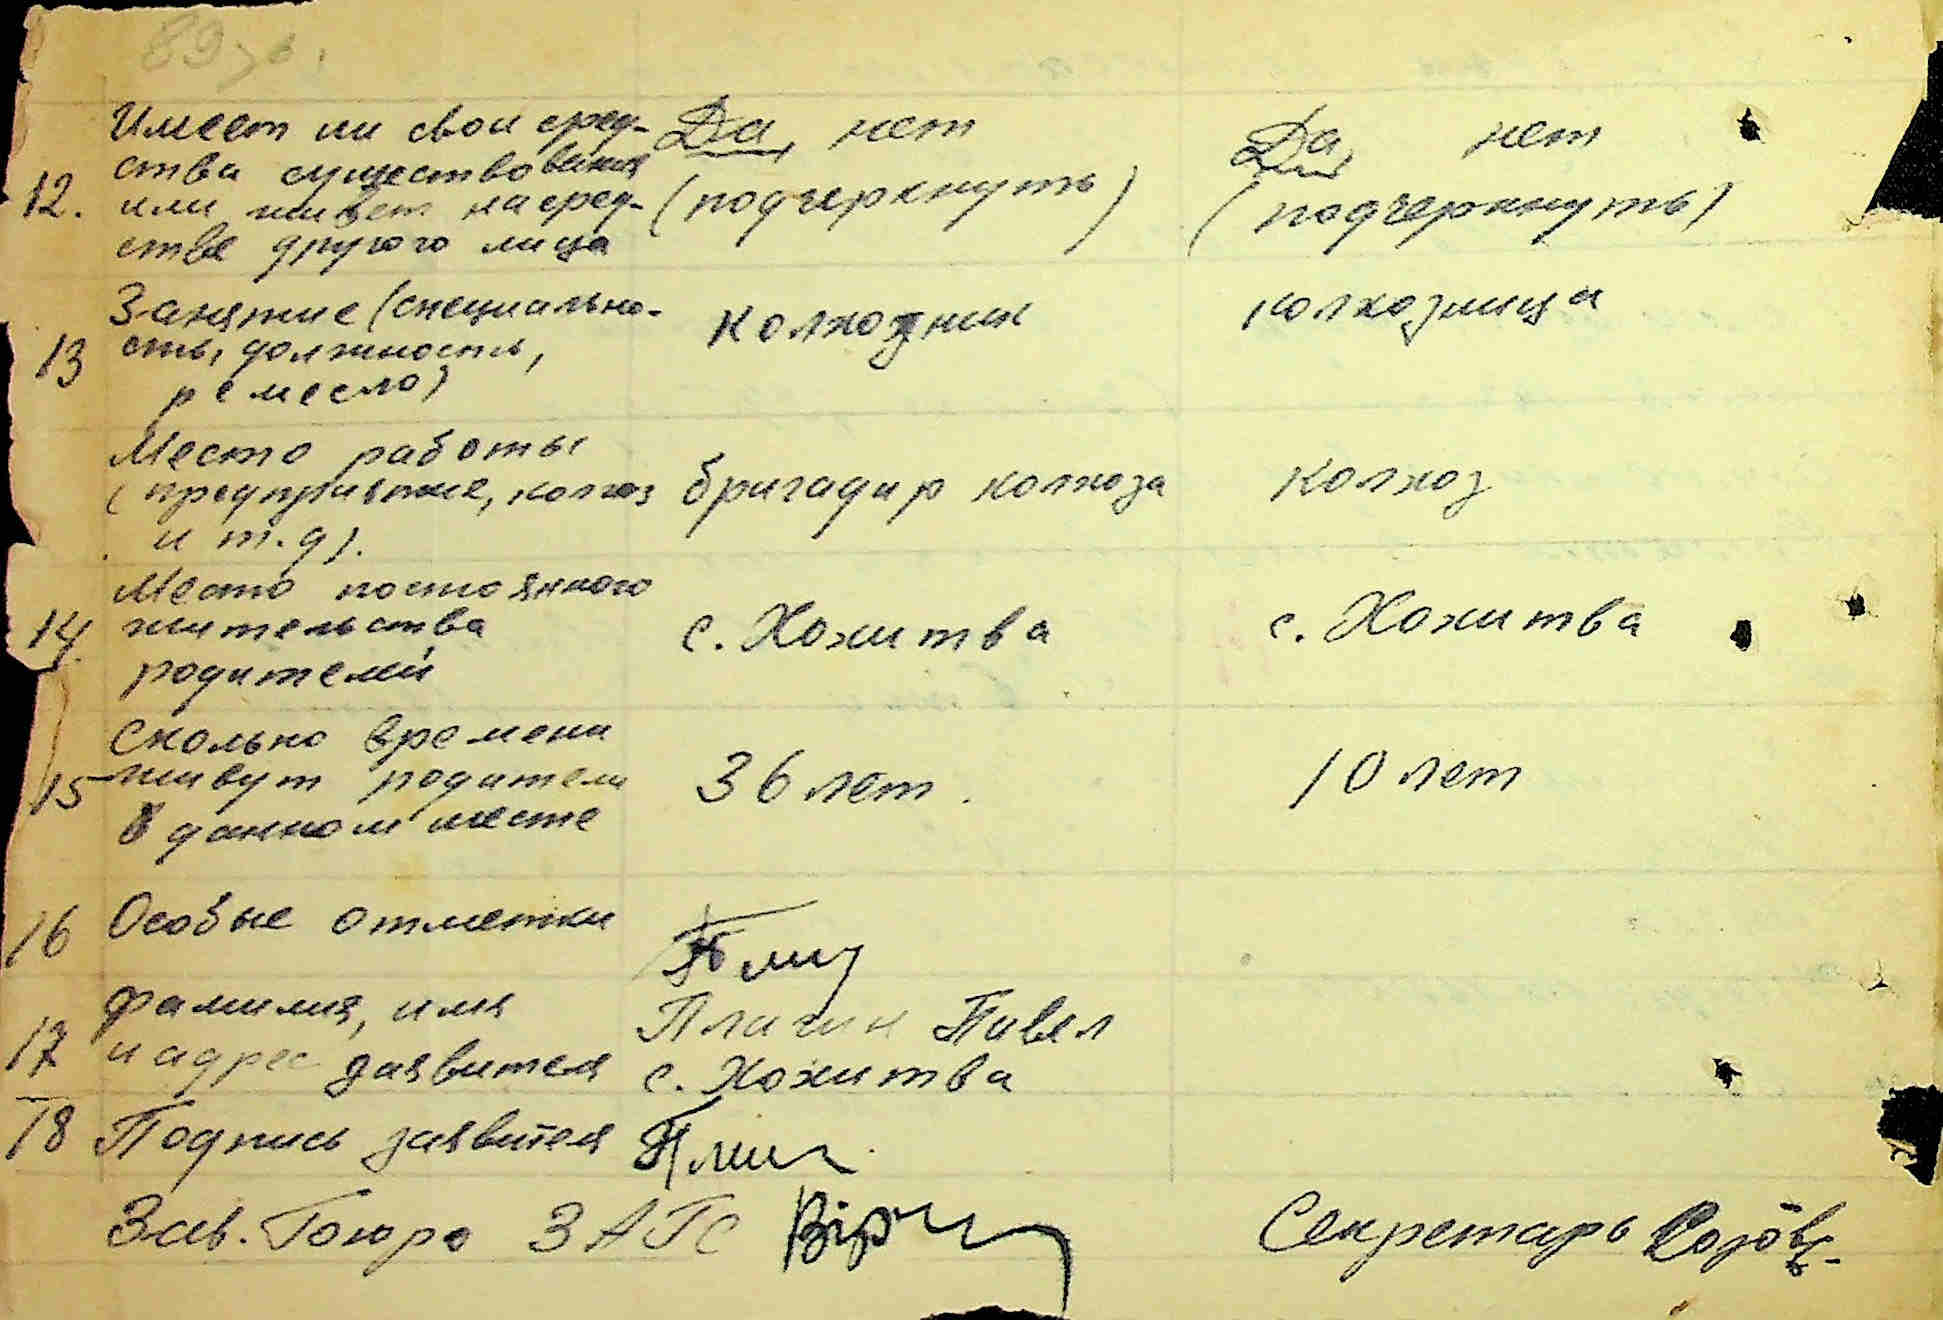 89 зв.
Имеет ли свои сред- Да, нет Да, нет
ства существования
12. или живет на сред- (подчеркнуть) (подчеркнуть)
стве другого лица
Занятие (специально- колхозник колхозница
13 сть, должность,
ремесло)
Место работы
(предприятие, колхоз бригадир колхоза колхоз
и т.д).
Место постоянного
14. жительства с. Хожитва с. Хожитва
родителей
Сколько времени
15 живут родители 36 лет. 10 лет
в данном месте
16 Особые отметки
Фамилия, имя Павел
17 и адрес заявителя с. Хожитва
18 Подпись заявителя
Зав. Бюро ЗАГС Секретарь